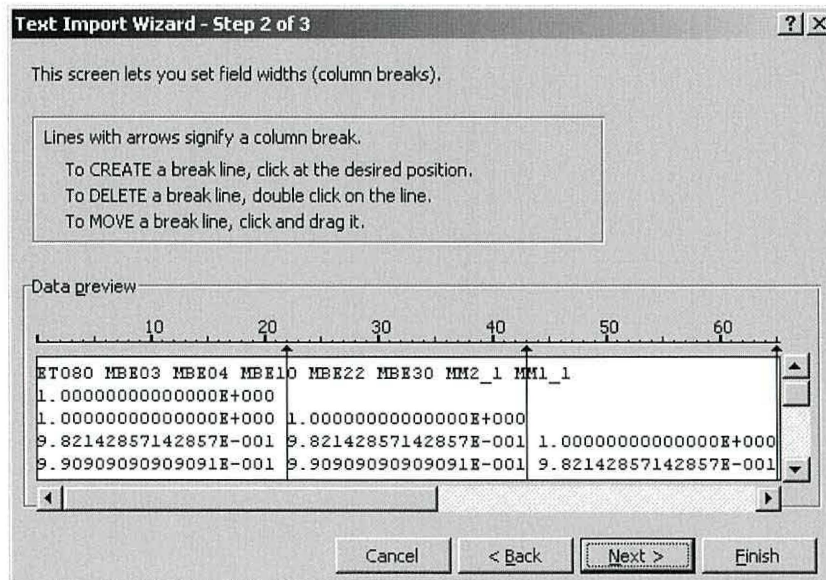 Text Import Wizard - Step 2 of 3
This screen lets you set field widths (column breaks).
Lines with arrows signify a column break.
To CREATE a break line, click at the desired position.
To DELETE a break line, double click on the line.
To MOVE a break line, click and drag it.
Data preview
10 20 30 40 50 60
ET080 MBE03 MBE04 MBE10 MBE22 MBE30 MM2_1 MM1_1
1.00000000000000E+000
1.00000000000000E+000 1.00000000000000E+000
9.82142857142857E-001 9.82142857142857E-001 1.00000000000000E+000
9.90909090909091E-001 9.90909090909091E-001 9.82142857142857E-001
Cancel < Back Next > Finish